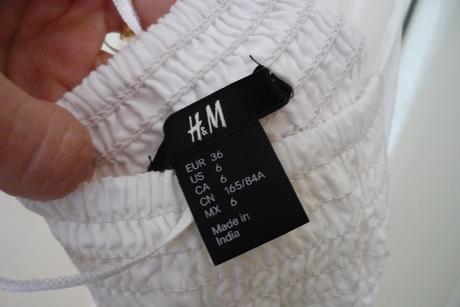 H&M
EUR 36
US 6
CA 6
CN 165/84A
MX 6
Made in
India